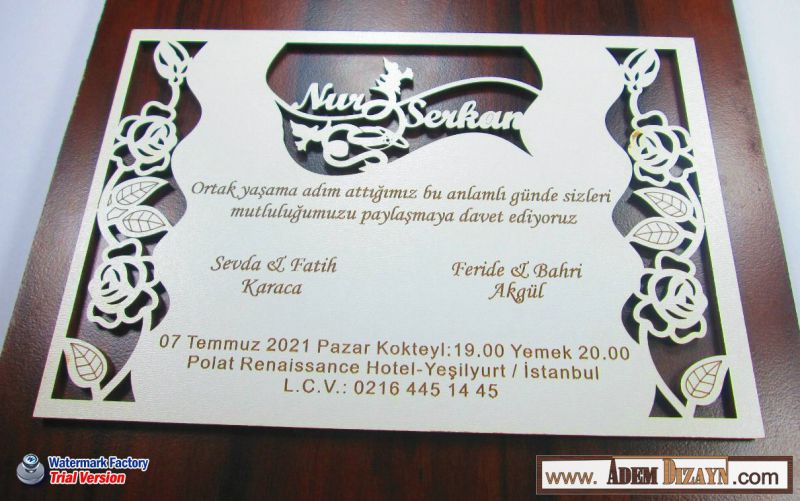 Nur & Serkan
Ortak yaşama adım attığımız bu anlamlı günde sizleri
mutluluğumuzu paylaşmaya davet ediyoruz
Sevda & Fatih
Karaca
Feride & Bahri
Akgül
07 Temmuz 2021 Pazar Kokteyl:19.00 Yemek 20.00
Polat Renaissance Hotel-Yeşilyurt / İstanbul
L.C.V.: 0216 445 14 45
Watermark Factory
Trial Version
www. ADEM DIZAYN.com